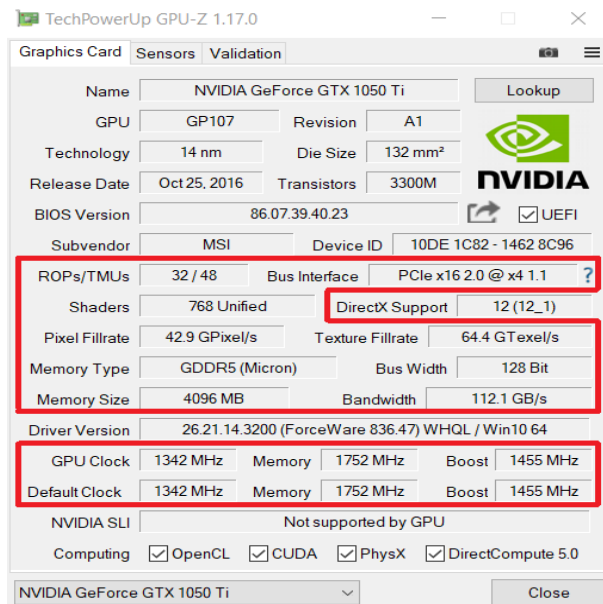 TechPowerUp GPU-Z 1.17.0
Graphics Card Sensors Validation
Name NVIDIA GeForce GTX 1050 Ti Lookup
GPU GP107 Revision A1
Technology 14 nm Die Size 132 mm²
NVIDIA
Release Date Oct 25, 2016 Transistors 3300M
BIOS Version 86.07.39.40.23 UEFI
Subvendor MSI Device ID 10DE 1C82 - 1462 8C96
ROPs/TMUs 32 / 48 Bus Interface PCIe x16 2.0 @ x4 1.1 ?
Shaders 768 Unified DirectX Support 12 (12_1)
Pixel Fillrate 42.9 GPixel/s Texture Fillrate 64.4 GTexel/s
Memory Type GDDR5 (Micron) Bus Width 128 Bit
Memory Size 4096 MB Bandwidth 112.1 GB/s
Driver Version 26.21.14.3200 (ForceWare 836.47) WHQL / Win10 64
GPU Clock 1342 MHz Memory 1752 MHz Boost 1455 MHz
Default Clock 1342 MHz Memory 1752 MHz Boost 1455 MHz
NVIDIA SLI Not supported by GPU
Computing OpenCL CUDA PhysX DirectCompute 5.0
NVIDIA GeForce GTX 1050 Ti Close